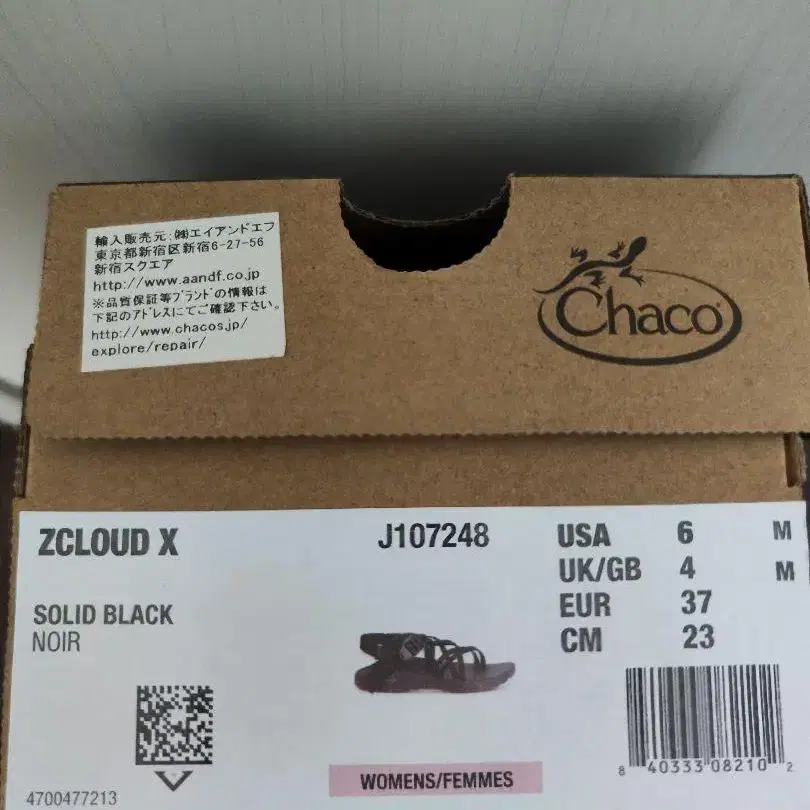 輸入販売元:㈱エイアンドエフ
東京都新宿区新宿6-27-56
新宿スクエア
http://www.aandf.co.jp
※品質保証等ブランドの情報は
下記のアドレスにてご確認下さい。
http://www.chacos.jp/
explore/repair/
Chaco
ZCLOUD X
J107248
USA 6 M
UK/GB 4 M
EUR 37
CM 23
SOLID BLACK
NOIR
8 40333 08210 2
WOMENS/FEMMES
4700477213